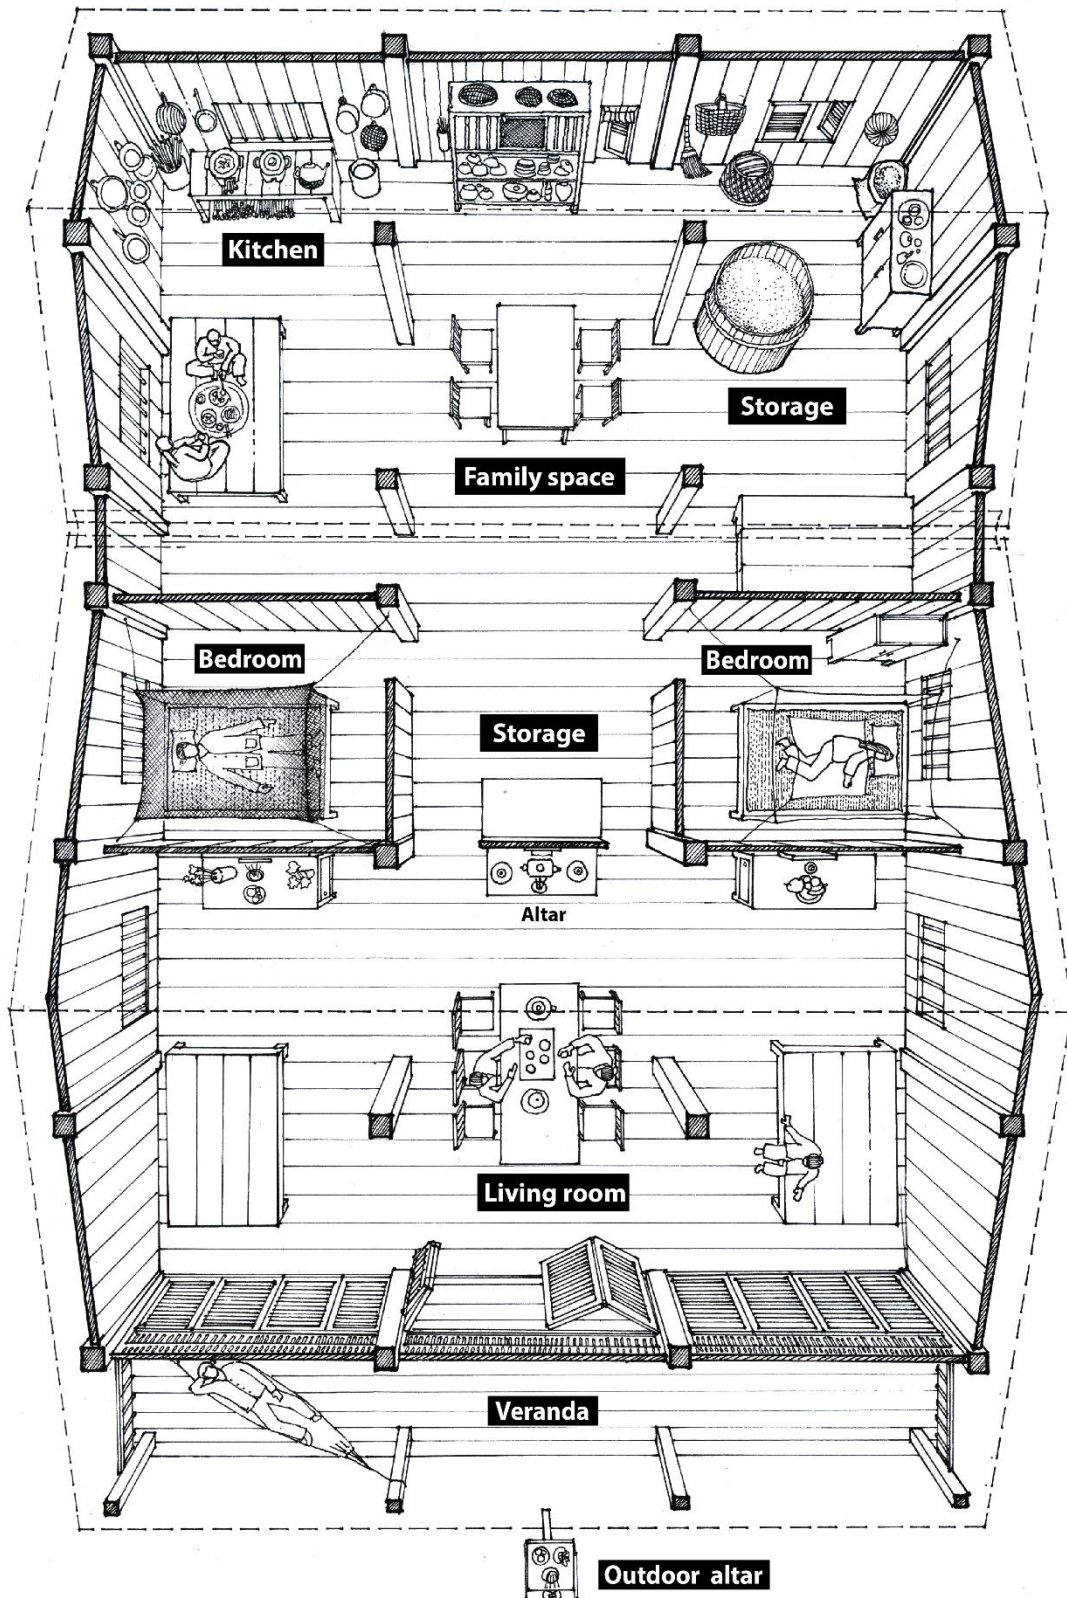 Kitchen
Storage
Family space
Bedroom
Bedroom
Storage
Altar
Living room
Veranda
Outdoor altar